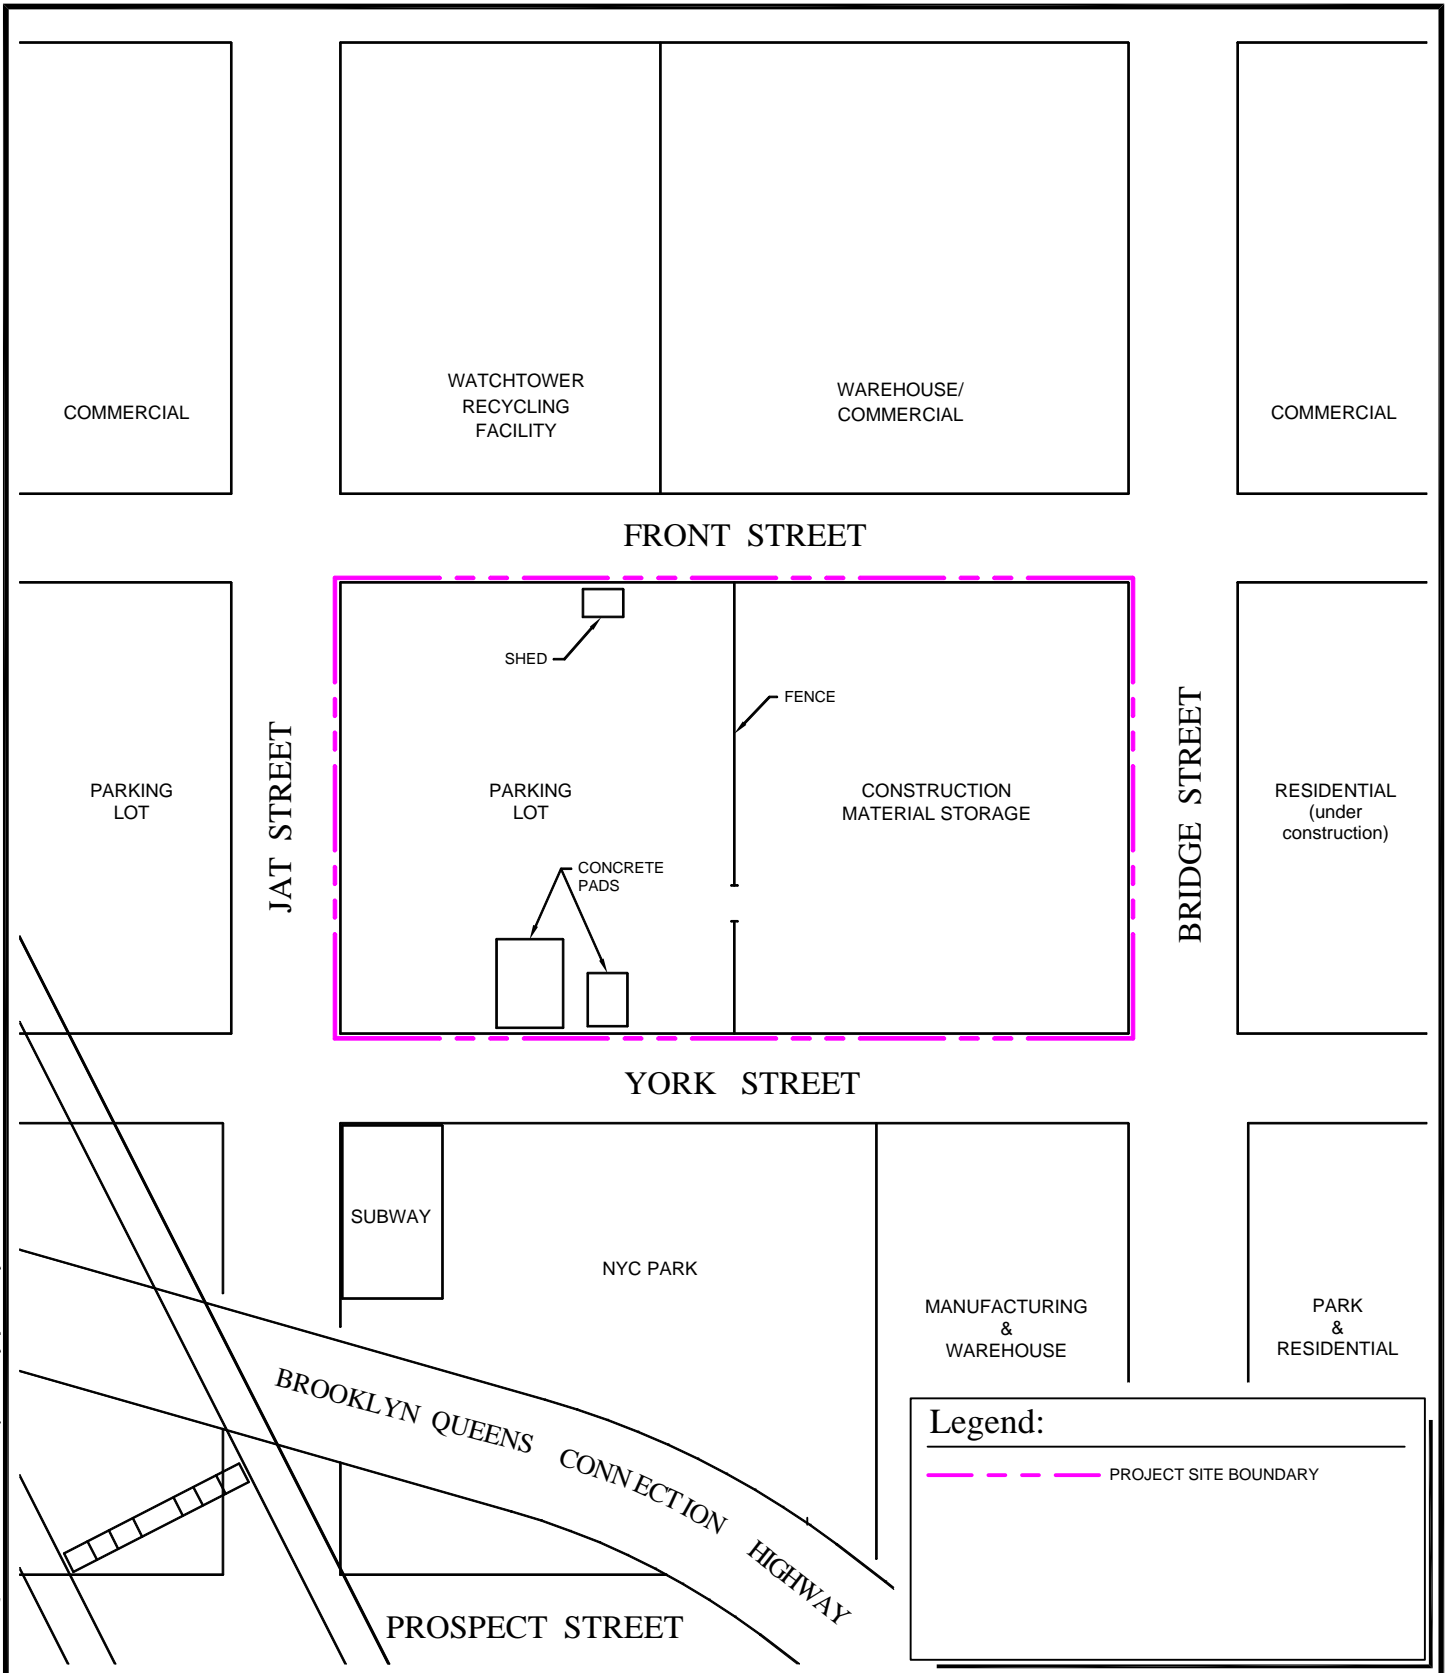 COMMERCIAL
WATCHTOWER
RECYCLING
FACILITY
WAREHOUSE/
COMMERCIAL
COMMERCIAL
FRONT STREET
SHED
FENCE
PARKING
LOT
JAT STREET
PARKING
LOT
CONSTRUCTION
MATERIAL STORAGE
BRIDGE STREET
RESIDENTIAL
(under
construction)
CONCRETE
PADS
YORK STREET
SUBWAY
NYC PARK
MANUFACTURING
&
WAREHOUSE
PARK
&
RESIDENTIAL
BROOKLYN QUEENS CONNECTION HIGHWAY
PROSPECT STREET
Legend:
PROJECT SITE BOUNDARY